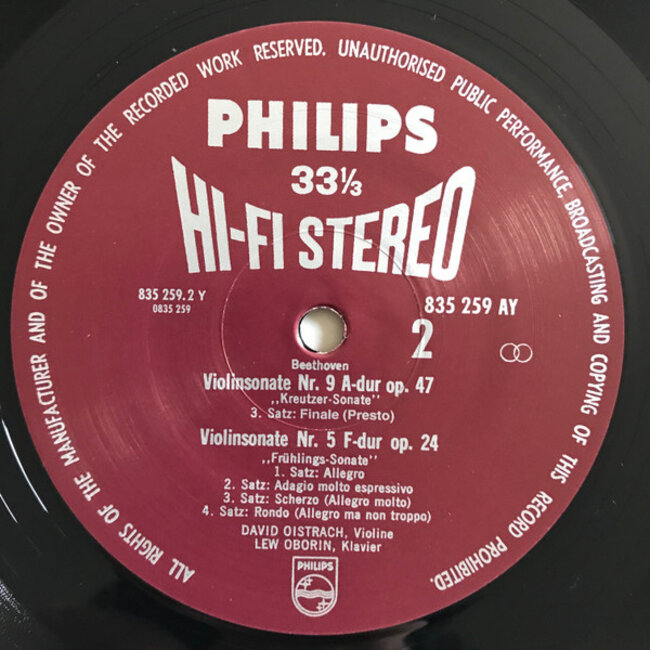 ALL RIGHTS OF THE MANUFACTURER AND OF THE OWNER OF THE RECORDED WORK RESERVED. UNAUTHORISED PUBLIC PERFORMANCE, BROADCASTING AND COPYING OF THIS RECORD PROHIBITED.
PHILIPS
33⅓
HI-FI STEREO
835 259.2 Y
0835 259
835 259 AY
2
Beethoven
Violinsonate Nr. 9 A-dur op. 47
„Kreutzer-Sonate"
3. Satz: Finale (Presto)
Violinsonate Nr. 5 F-dur op. 24
„Frühlings-Sonate"
1. Satz: Allegro
2. Satz: Adagio molto espressivo
3. Satz: Scherzo (Allegro molto)
4. Satz: Rondo (Allegro ma non troppo)
DAVID OISTRACH, Violine
LEW OBORIN, Klavier
PHILIPS